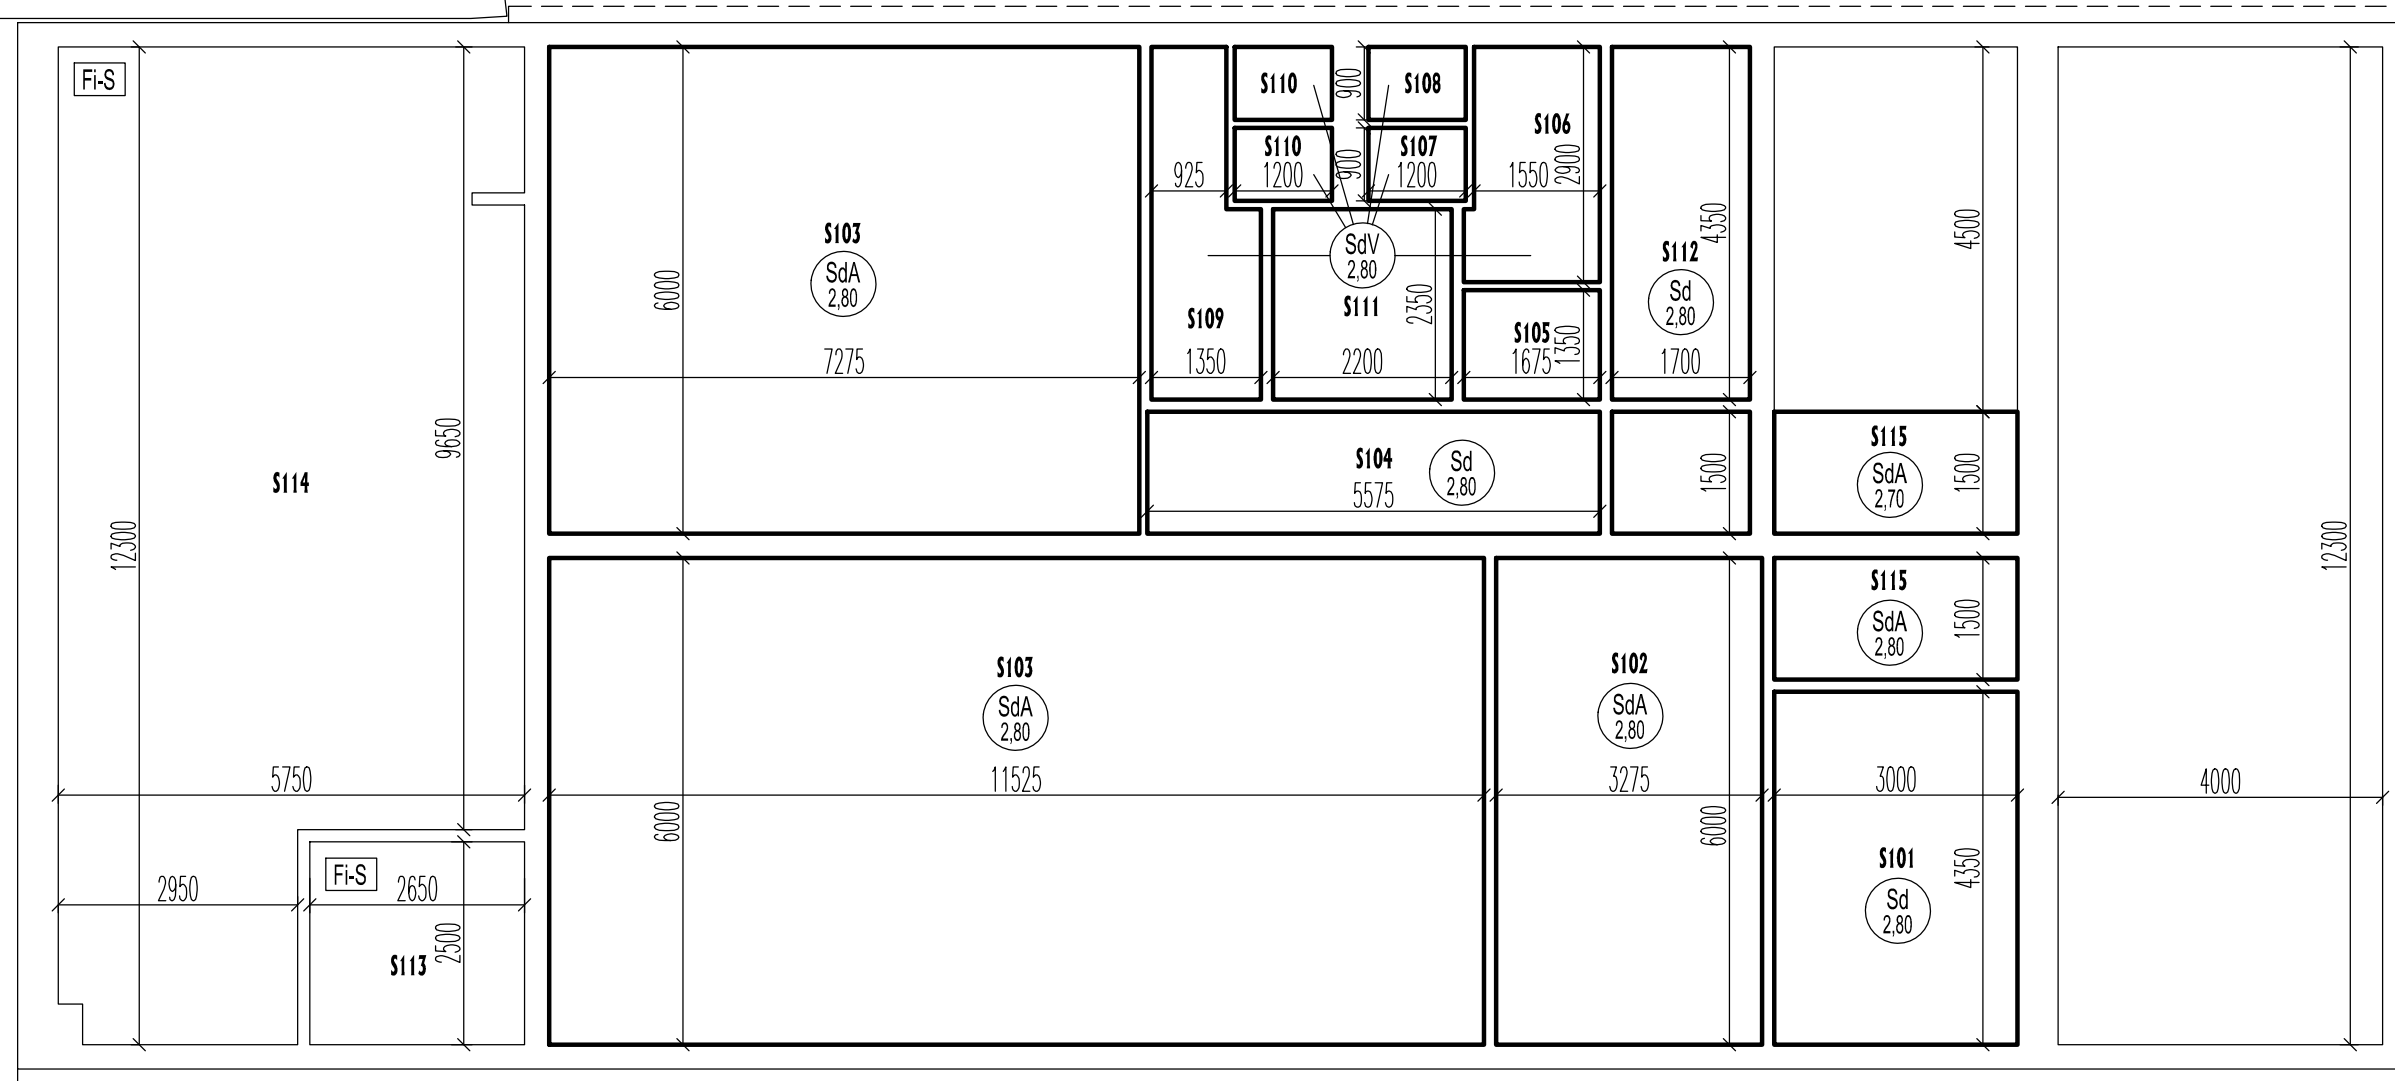 Fi-S
S114
12300
9650
5750
2950
Fi-S
2650
S113
2500
S103
SdA
2,80
6000
7275
925
S110
S110
1200
900
900
S108
S107
1200
S106
2900
1550
SdV
2,80
S111
2350
2200
S109
1350
S105
1350
1675
S112
4350
Sd
2,80
1700
S104
Sd
2,80
5575
1500
4500
S115
SdA
2,70
1500
12300
S103
SdA
2,80
11525
6000
S102
SdA
2,80
3275
6000
S115
SdA
2,80
1500
3000
S101
Sd
2,80
4350
4000